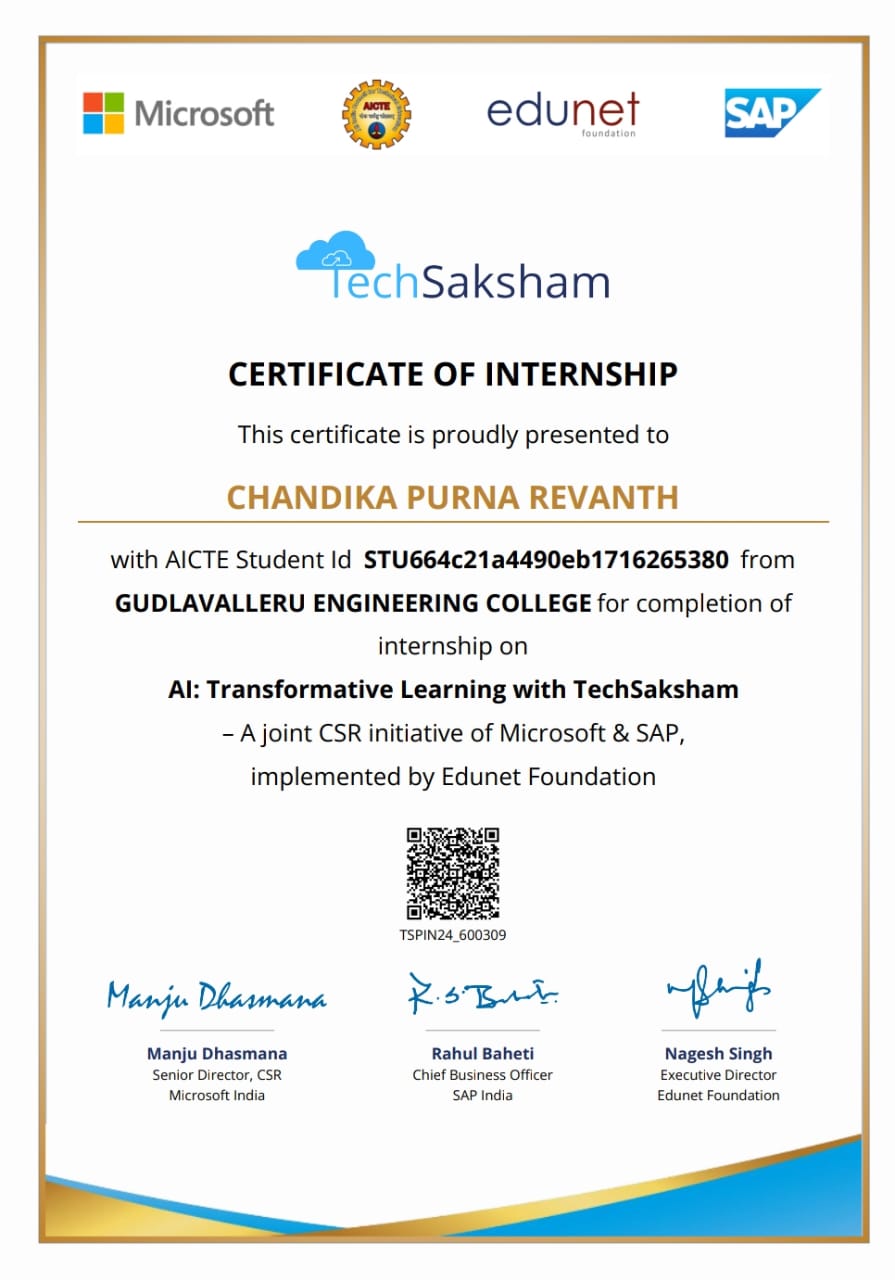 Microsoft
AICTE
edunet
foundation
SAP
TechSaksham
CERTIFICATE OF INTERNSHIP
This certificate is proudly presented to
CHANDIKA PURNA REVANTH
with AICTE Student Id STU664c21a4490eb1716265380 from
GUDLAVALLERU ENGINEERING COLLEGE for completion of
internship on
AI: Transformative Learning with TechSaksham
– A joint CSR initiative of Microsoft & SAP,
implemented by Edunet Foundation
TSPIN24_600309
Manju Dhasmana
Manju Dhasmana
Senior Director, CSR
Microsoft India
Rahul Baheti
Chief Business Officer
SAP India
Nagesh Singh
Executive Director
Edunet Foundation